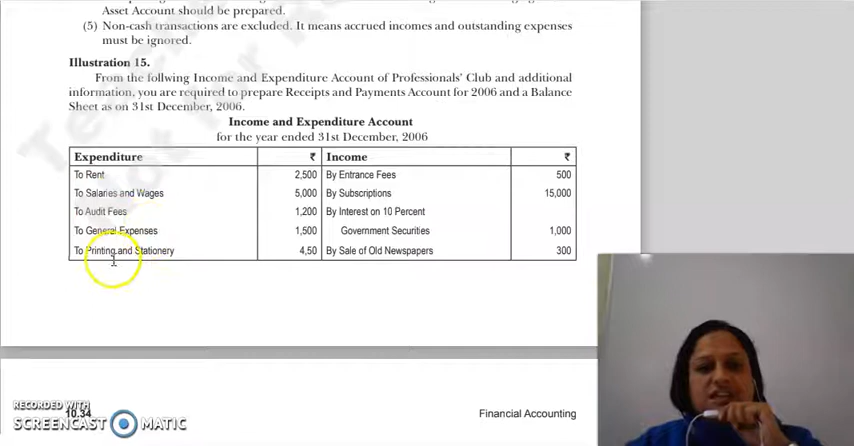 Asset Account should be prepared.
(5) Non-cash transactions are excluded. It means accrued incomes and outstanding expenses
must be ignored.
Illustration 15.
From the follwing Income and Expenditure Account of Professionals' Club and additional
information, you are required to prepare Receipts and Payments Account for 2006 and a Balance
Sheet as on 31st December, 2006.
Income and Expenditure Account
for the year ended 31st December, 2006
Expenditure ₹ Income ₹
To Rent 2,500 By Entrance Fees 500
To Salaries and Wages 5,000 By Subscriptions 15,000
To Audit Fees 1,200 By Interest on 10 Percent
To General Expenses 1,500 Government Securities 1,000
To Printing and Stationery 4,50 By Sale of Old Newspapers 300
RECORDED WITH
SCREENCAST MATIC
10.34 Financial Accounting